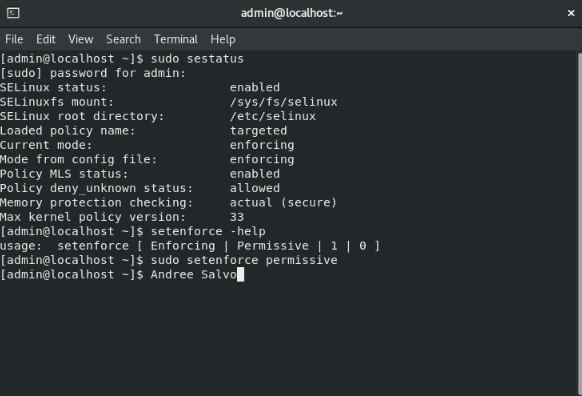 admin@localhost:~
File Edit View Search Terminal Help
[admin@localhost ~]$ sudo sestatus
[sudo] password for admin:
SELinux status:                 enabled
SELinuxfs mount:                /sys/fs/selinux
SELinux root directory:         /etc/selinux
Loaded policy name:             targeted
Current mode:                   enforcing
Mode from config file:          enforcing
Policy MLS status:              enabled
Policy deny_unknown status:     allowed
Memory protection checking:     actual (secure)
Max kernel policy version:      33
[admin@localhost ~]$ setenforce -help
usage:  setenforce [ Enforcing | Permissive | 1 | 0 ]
[admin@localhost ~]$ sudo setenforce permissive
[admin@localhost ~]$ Andree Salvo